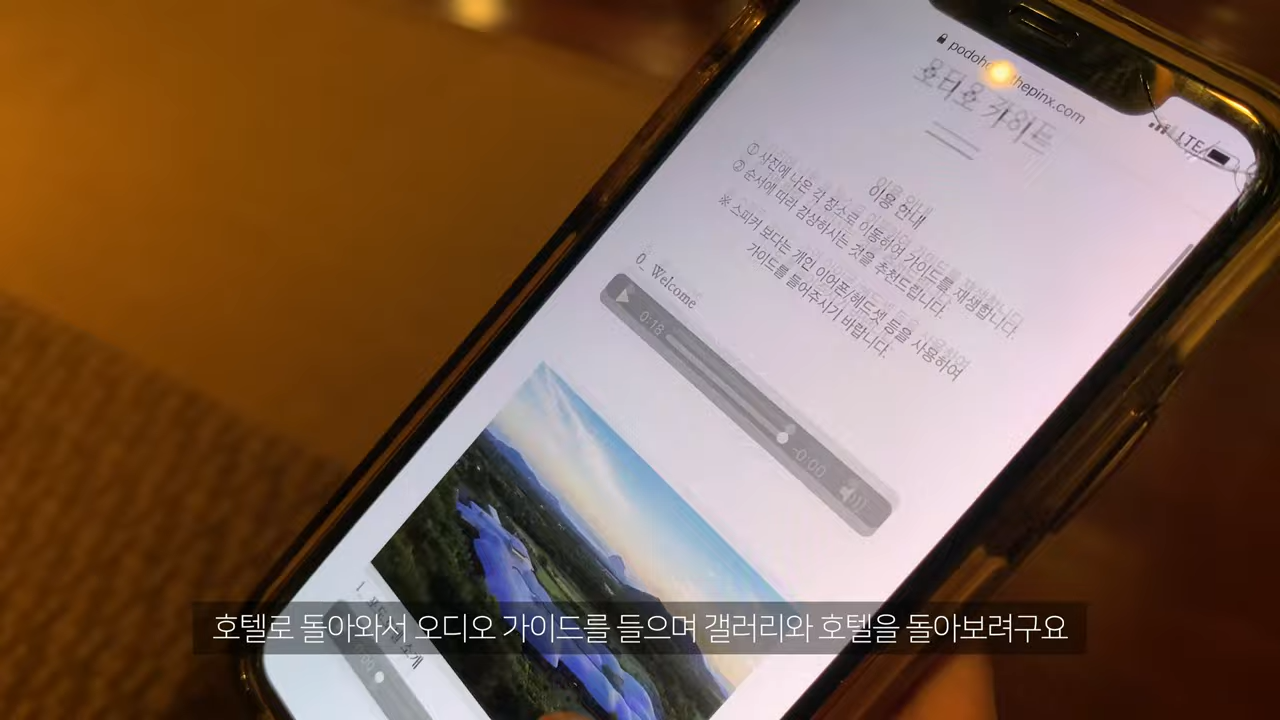 thepinx.com
LTE
오디오 가이드
이용 안내
① 사진에 나온 각 장소로 이동하여 가이드를 재생합니다.
② 순서에 따라 감상하시는 것을 추천드립니다.
※ 스피커 보다는 개인 이어폰/헤드셋 등을 사용하여
가이드를 들어주시기 바랍니다.
0_ Welcome
0:18
-0:00
호텔로 돌아와서 오디오 가이드를 들으며 갤러리와 호텔을 돌아보려구요